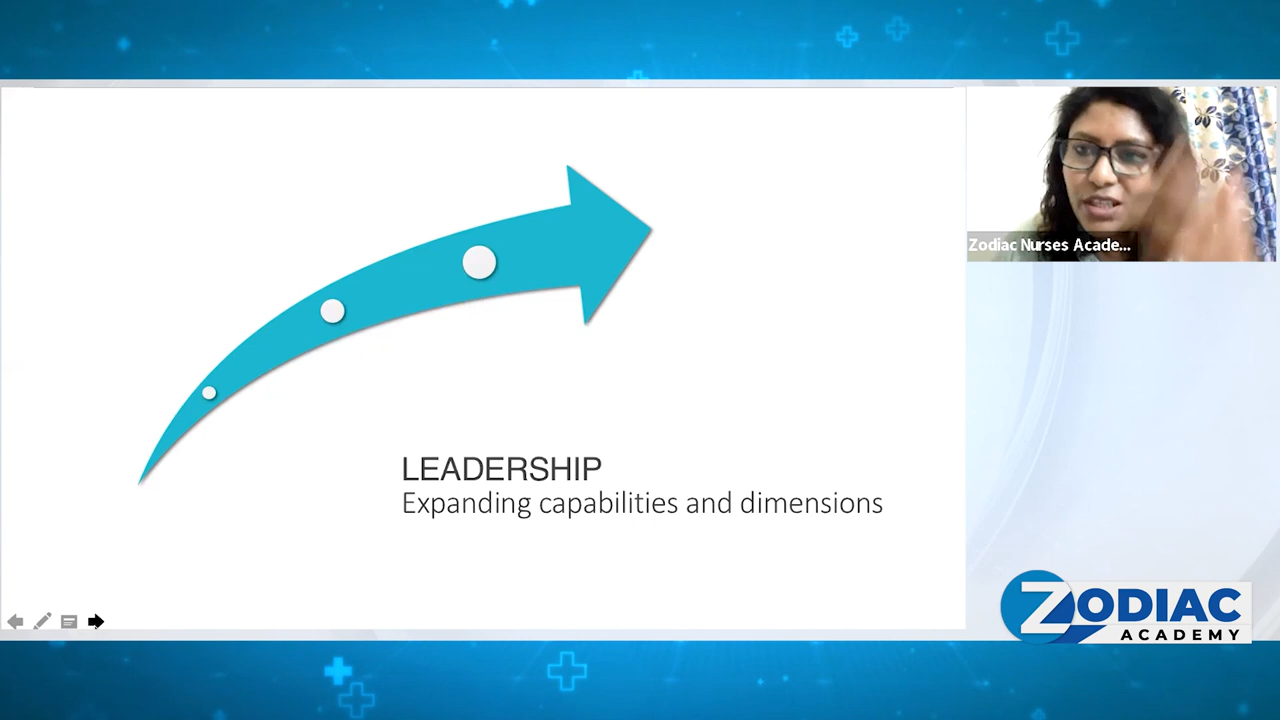 Zodiac Nurses Acade...
LEADERSHIP
Expanding capabilities and dimensions
ZODIAC
ACADEMY